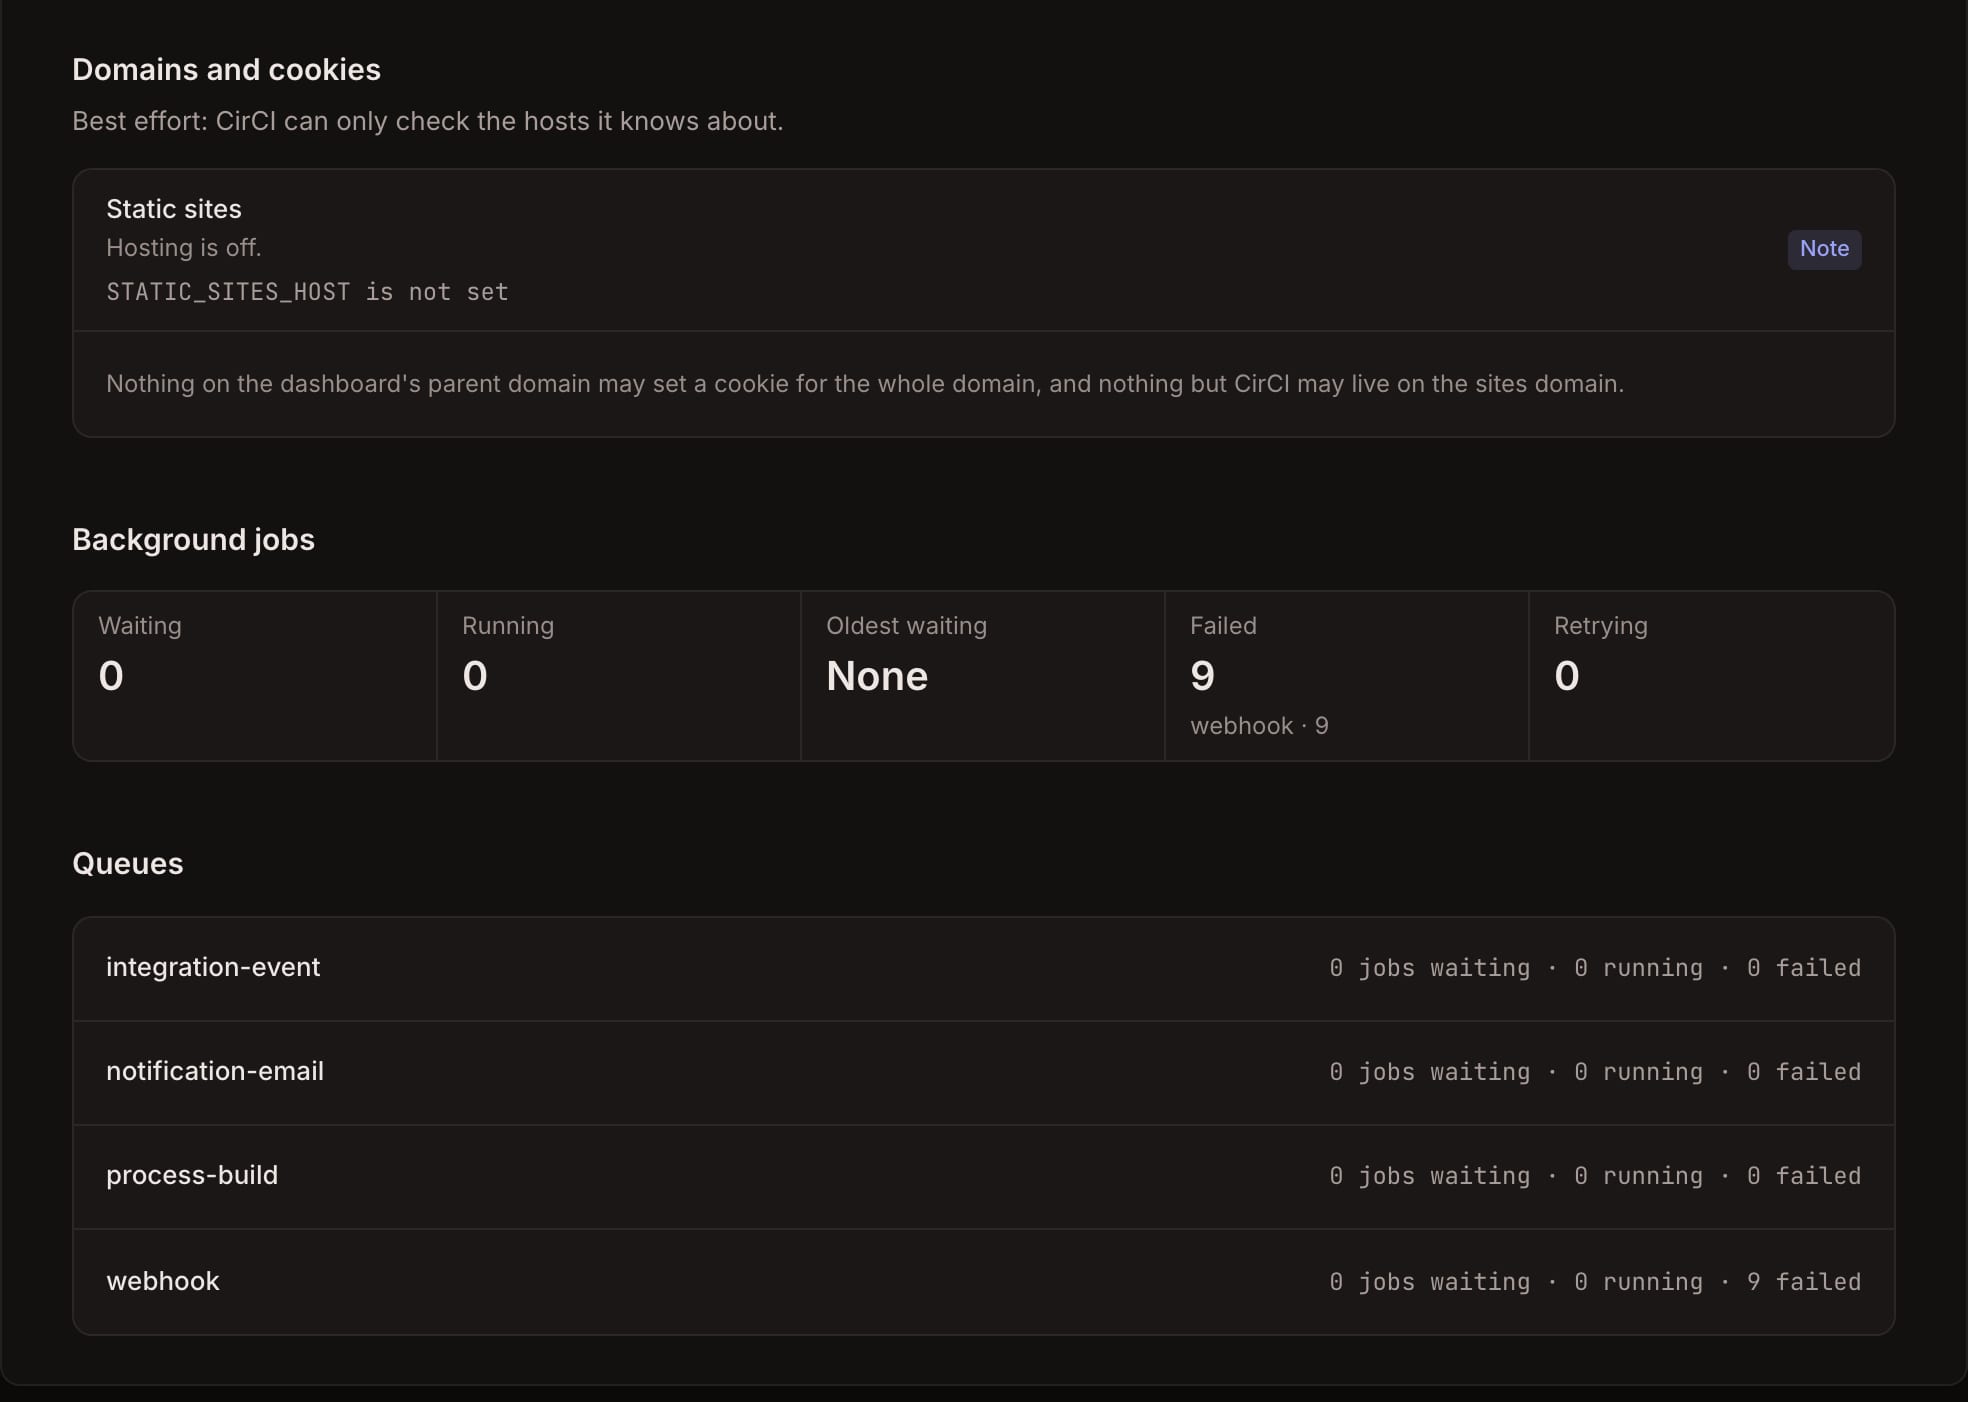 Domains and cookies
Best effort: CirCI can only check the hosts it knows about.
Static sites
Hosting is off.
Note
STATIC_SITES_HOST is not set
Nothing on the dashboard's parent domain may set a cookie for the whole domain, and nothing but CirCI may live on the sites domain.
Background jobs
Waiting
0
Running
0
Oldest waiting
None
Failed
9
webhook · 9
Retrying
0
Queues
integration-event
0 jobs waiting · 0 running · 0 failed
notification-email
0 jobs waiting · 0 running · 0 failed
process-build
0 jobs waiting · 0 running · 0 failed
webhook
0 jobs waiting · 0 running · 9 failed